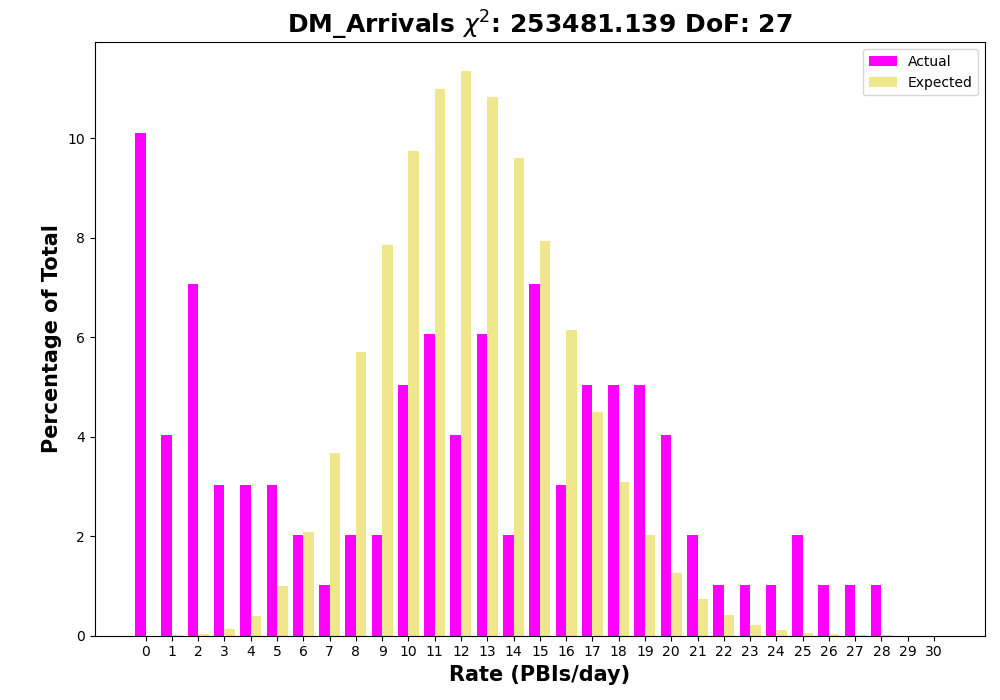 DM_Arrivals χ²: 253481.139 DoF: 27
Actual
Expected
10
8
6
4
2
0
Percentage of Total
0 1 2 3 4 5 6 7 8 9 10 11 12 13 14 15 16 17 18 19 20 21 22 23 24 25 26 27 28 29 30
Rate (PBIs/day)